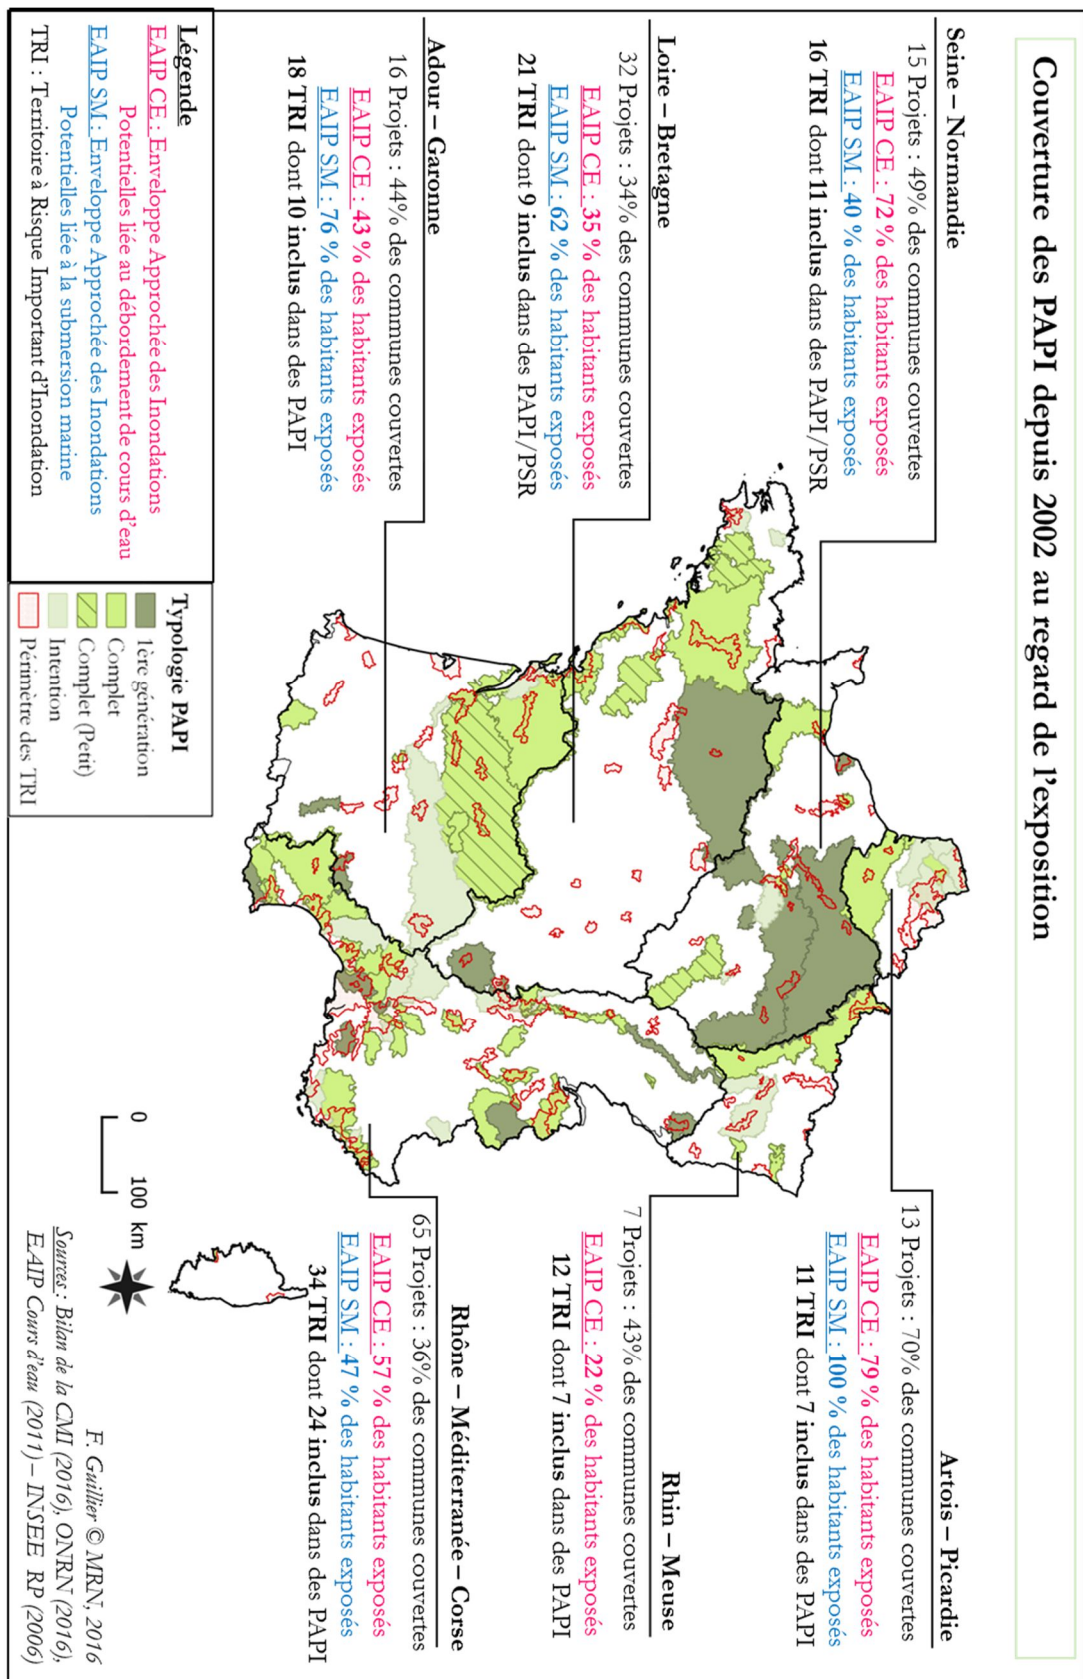 Couverture des PAPI depuis 2002 au regard de l'exposition
Seine – Normandie
15 Projets : 49% des communes couvertes
EAIP CE : 72 % des habitants exposés
EAIP SM : 40 % des habitants exposés
16 TRI dont 11 inclus dans des PAPI/PSR
Loire – Bretagne
32 Projets : 34% des communes couvertes
EAIP CE : 35 % des habitants exposés
EAIP SM : 62 % des habitants exposés
21 TRI dont 9 inclus dans des PAPI/PSR
Adour – Garonne
16 Projets : 44% des communes couvertes
EAIP CE : 43 % des habitants exposés
EAIP SM : 76 % des habitants exposés
18 TRI dont 10 inclus dans des PAPI
Artois – Picardie
13 Projets : 70% des communes couvertes
EAIP CE : 79 % des habitants exposés
EAIP SM : 100 % des habitants exposés
11 TRI dont 7 inclus dans des PAPI
Rhin – Meuse
7 Projets : 43% des communes couvertes
EAIP CE : 22 % des habitants exposés
12 TRI dont 7 inclus dans des PAPI
Rhône – Méditerranée – Corse
65 Projets : 36% des communes couvertes
EAIP CE : 57 % des habitants exposés
EAIP SM : 47 % des habitants exposés
34 TRI dont 24 inclus dans des PAPI
Légende
EAIP CE : Enveloppe Approchée des Inondations
Potentielles liée au débordement de cours d'eau
EAIP SM : Enveloppe Approchée des Inondations
Potentielles liée à la submersion marine
TRI : Territoire à Risque Important d'Inondation
Typologie PAPI
1ère génération
Complet
Complet (Petit)
Intention
Périmètre des TRI
0 100 km
F. Guillier © MRN, 2016
Sources : Bilan de la CMI (2016), ONRN (2016),
EAIP Cours d'eau (2011) – INSEE RP (2006)